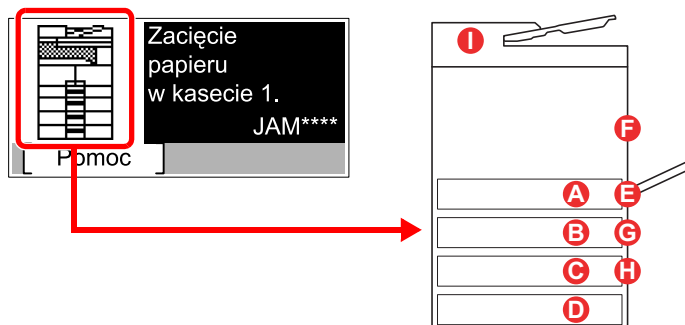 Zacięcie
papieru
w kasecie 1.
JAM****
Pomoc
I
F
A E
B G
C H
D